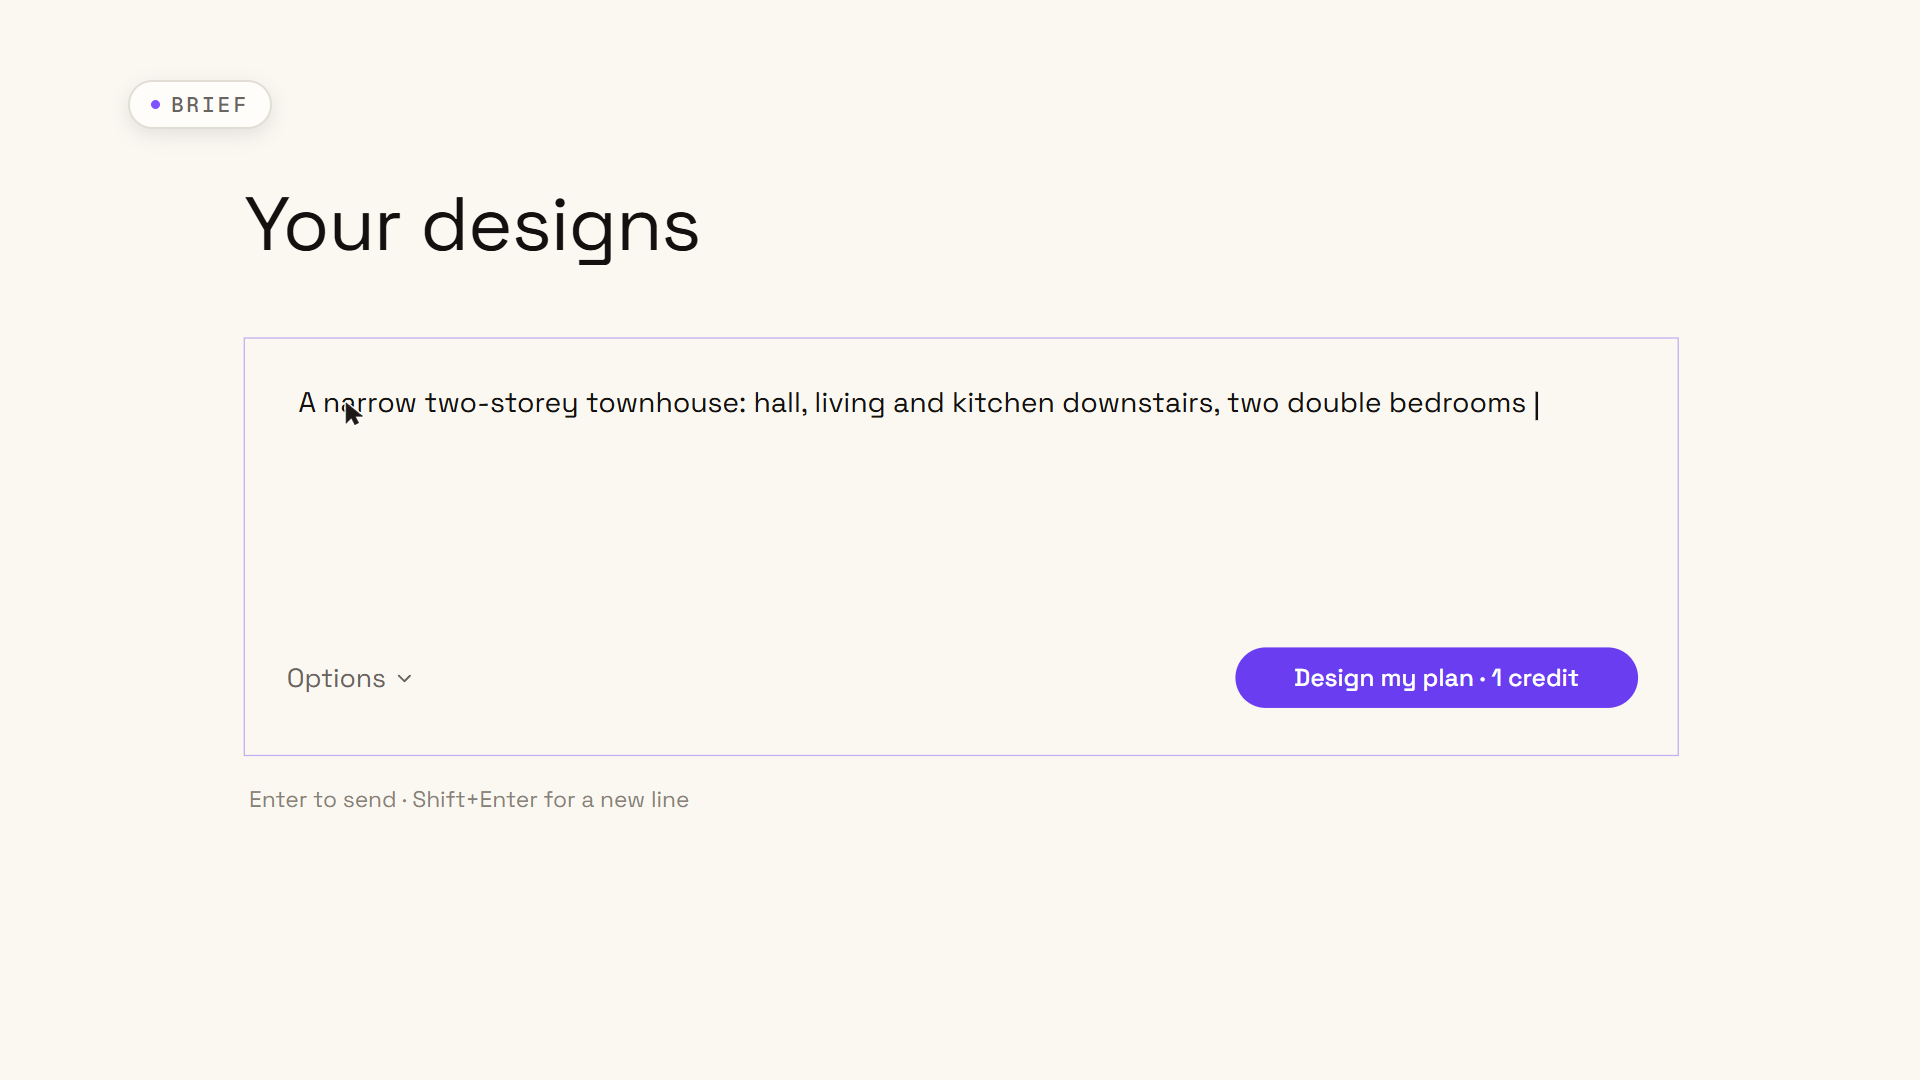 BRIEF
Your designs
A narrow two-storey townhouse: hall, living and kitchen downstairs, two double bedrooms
Options
Design my plan · 1 credit
Enter to send · Shift+Enter for a new line